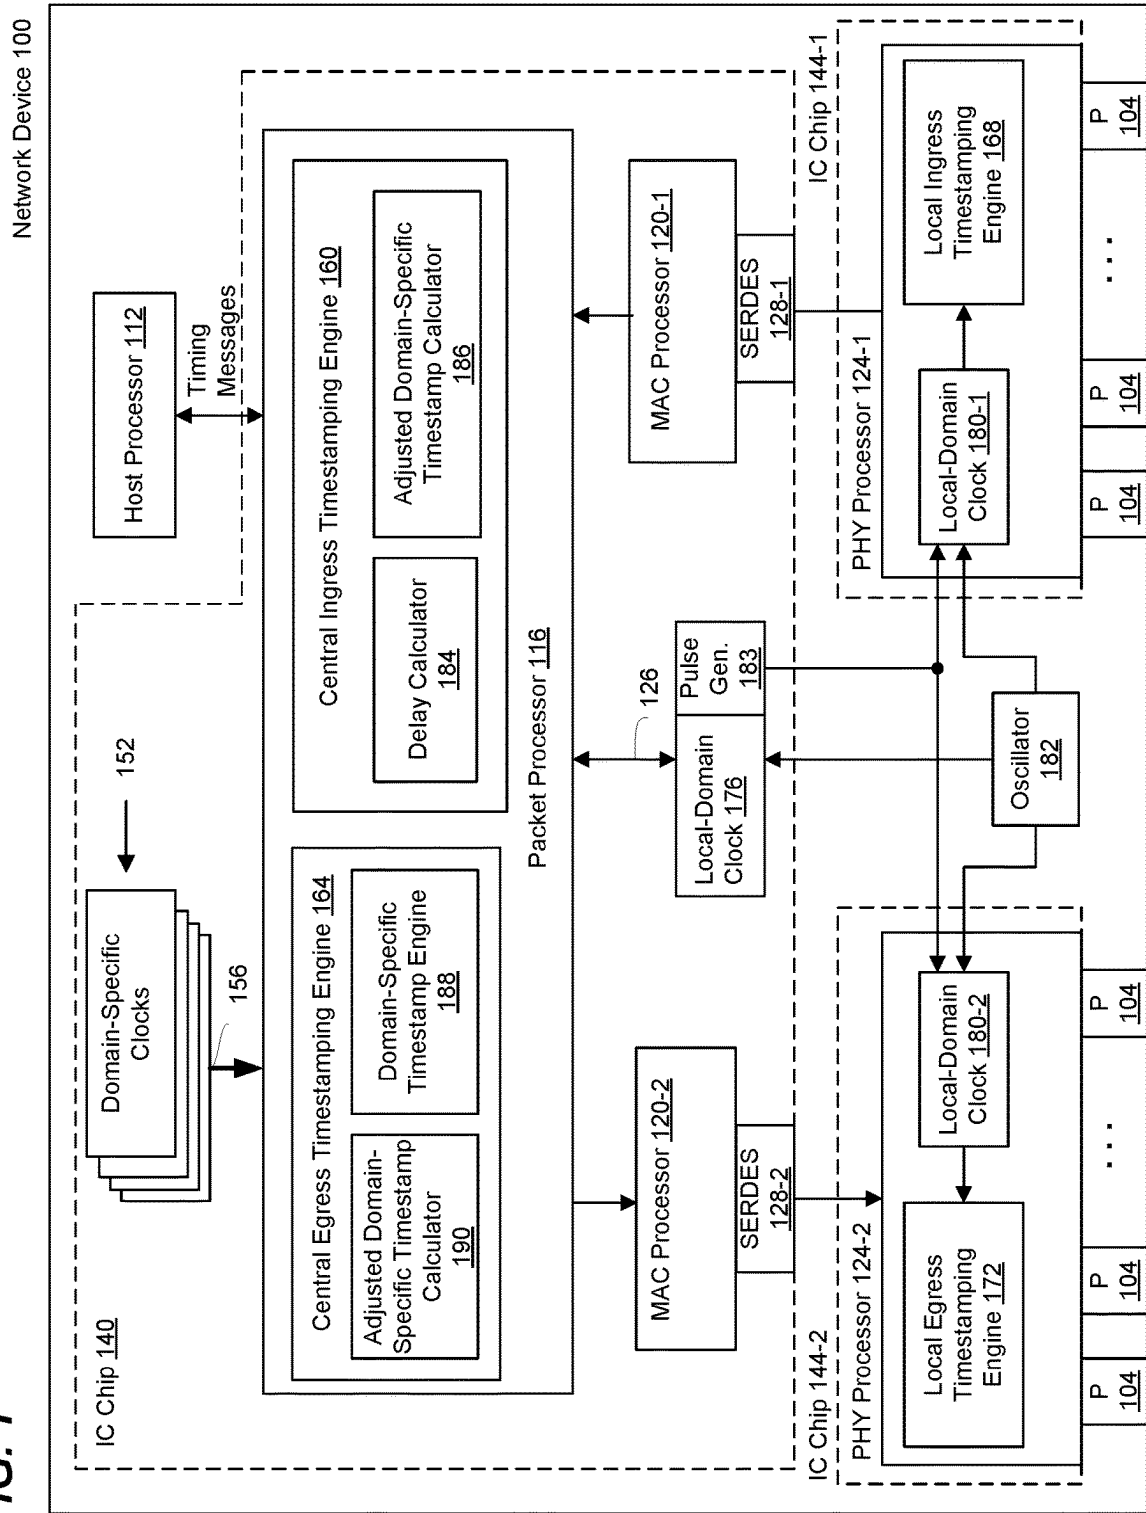 IG. 1
Network Device 100
IC Chip 140
Domain-Specific
Clocks
152
156
Host Processor 112
Timing
Messages
Central Egress Timestamping Engine 164
Adjusted Domain-
Specific Timestamp
Calculator
190
Domain-Specific
Timestamp Engine
188
Central Ingress Timestamping Engine 160
Delay Calculator
184
Adjusted Domain-Specific
Timestamp Calculator
186
Packet Processor 116
126
MAC Processor 120-2
SERDES
128-2
Local-Domain
Clock 176
Pulse
Gen.
183
MAC Processor 120-1
SERDES
128-1
IC Chip 144-2
PHY Processor 124-2
Local Egress
Timestamping
Engine 172
Local-Domain
Clock 180-2
Oscillator
182
IC Chip 144-1
PHY Processor 124-1
Local-Domain
Clock 180-1
Local Ingress
Timestamping
Engine 168
P
104
P
104
...
P
104
P
104
P
104
...
P
104